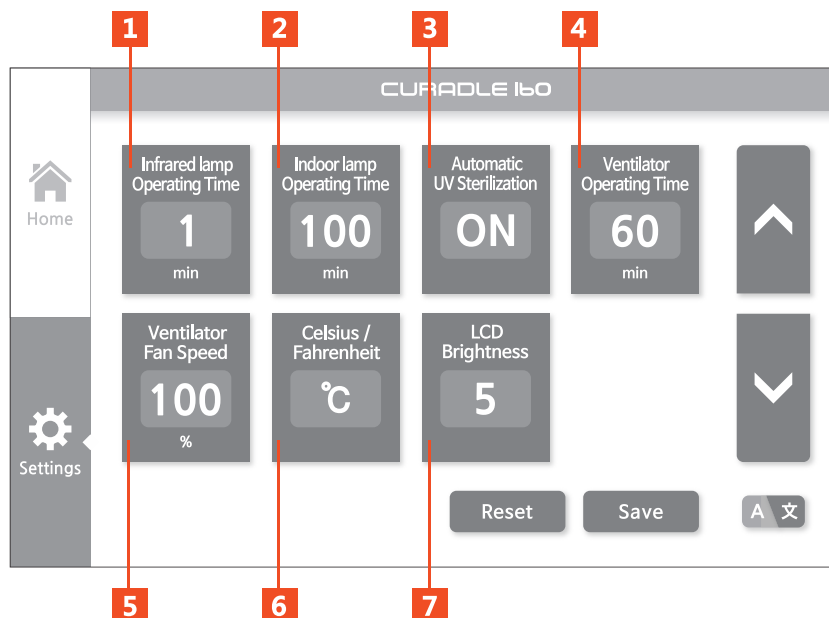 1
2
3
4
CURADLE 160
Home
Infrared lamp
Operating Time
1
min
Indoor lamp
Operating Time
100
min
Automatic
UV Sterilization
ON
Ventilator
Operating Time
60
min
Ventilator
Fan Speed
100
%
Celsius /
Fahrenheit
℃
LCD
Brightness
5
Settings
Reset
Save
A 文
5
6
7